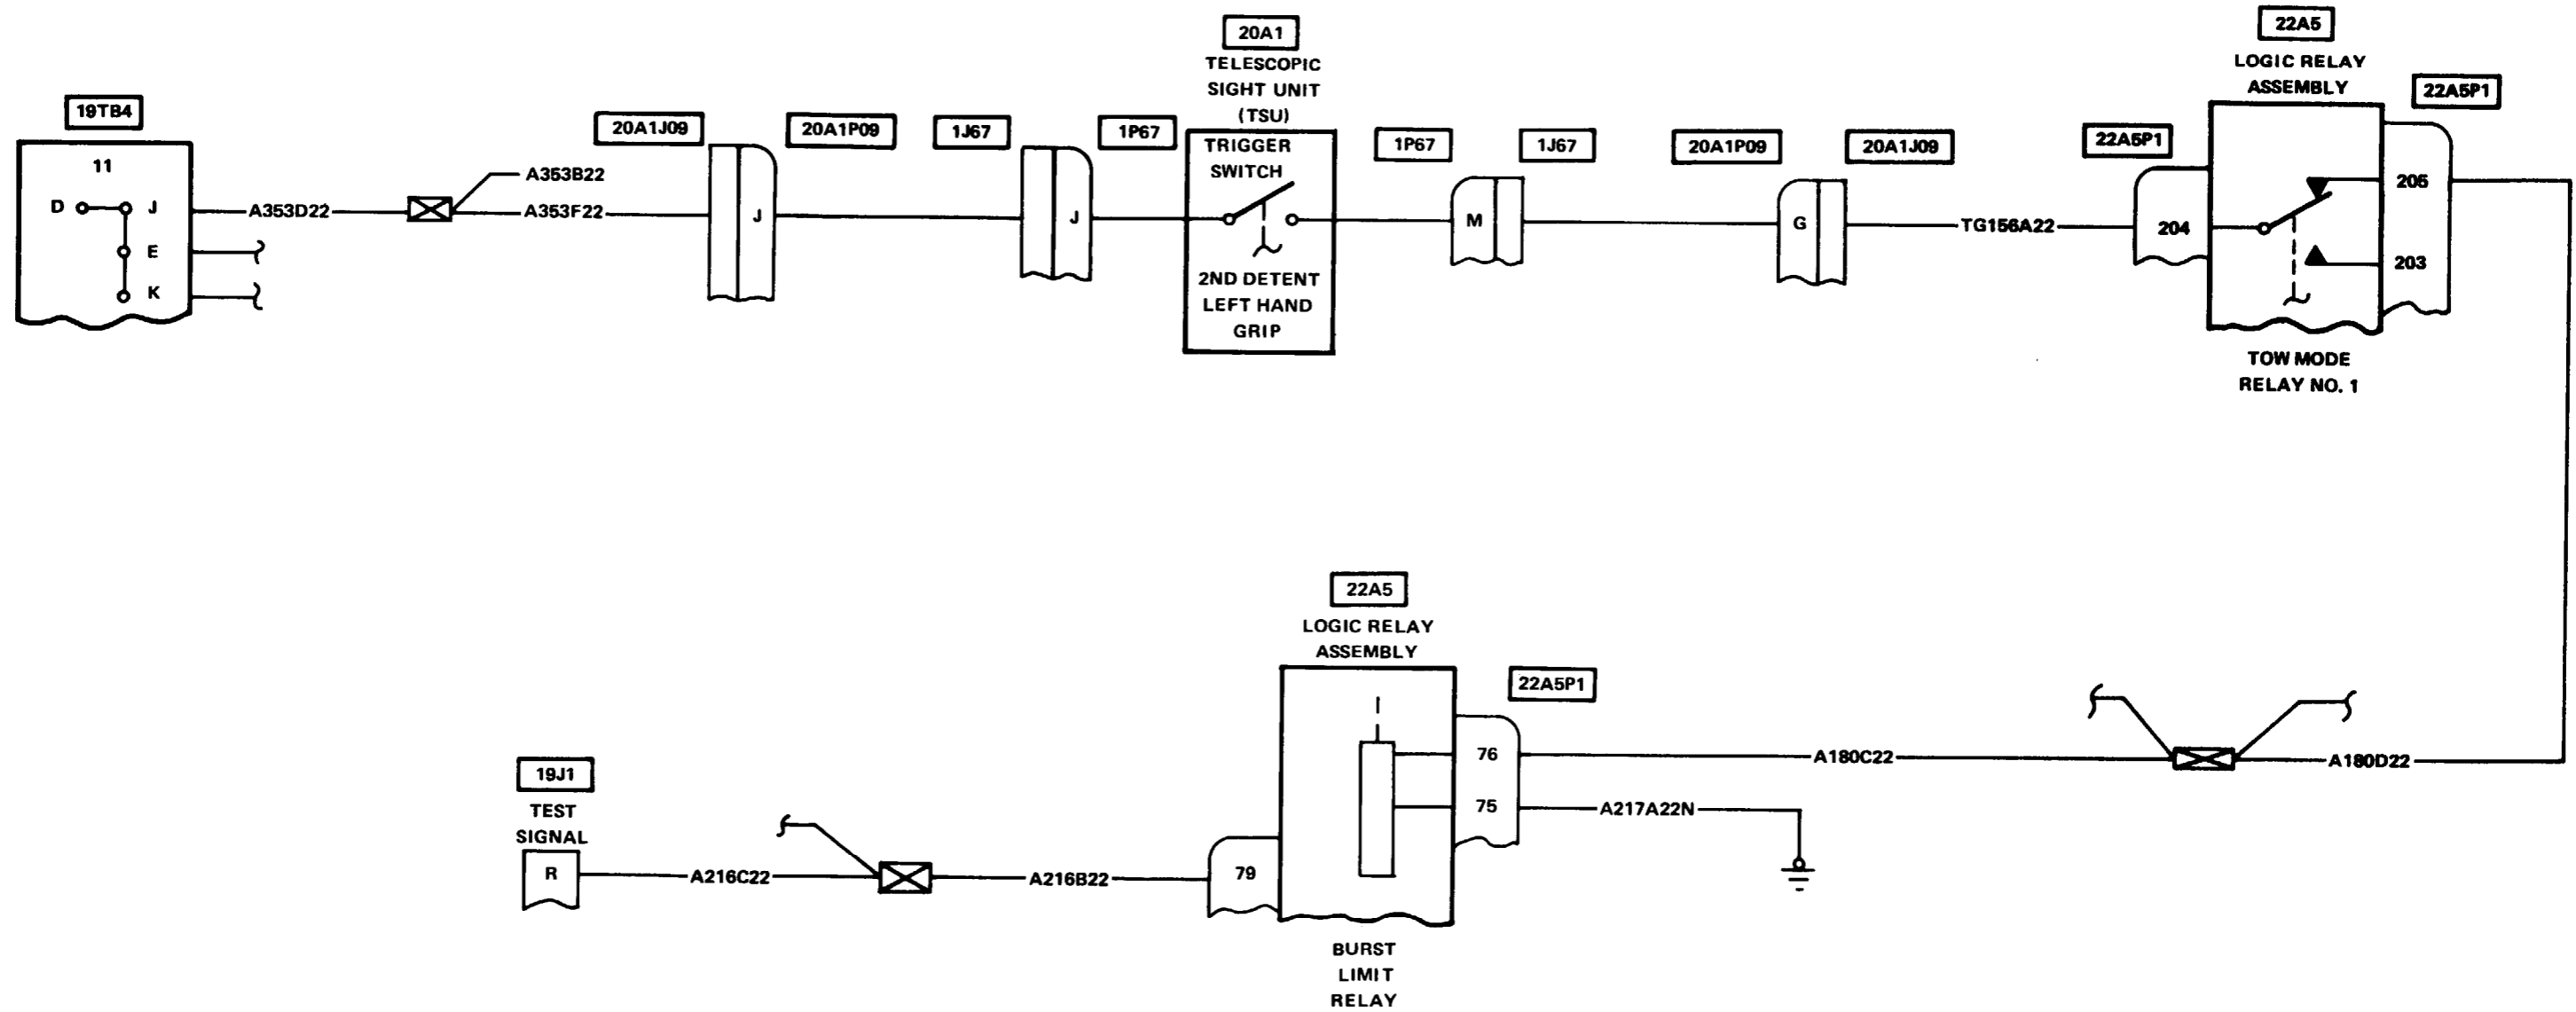 19TB4
11
D
J
E
K
A353D22
A353B22
A353F22
20A1J09
20A1P09
J
1J67
1P67
J
20A1
TELESCOPIC
SIGHT UNIT
(TSU)
TRIGGER
SWITCH
2ND DETENT
LEFT HAND
GRIP
1P67
1J67
M
20A1P09
20A1J09
G
TG156A22
22A5P1
204
22A5
LOGIC RELAY
ASSEMBLY
22A5P1
205
203
TOW MODE
RELAY NO. 1
22A5
LOGIC RELAY
ASSEMBLY
22A5P1
76
75
A180C22
A180D22
A217A22N
19J1
TEST
SIGNAL
R
A216C22
A216B22
79
BURST
LIMIT
RELAY